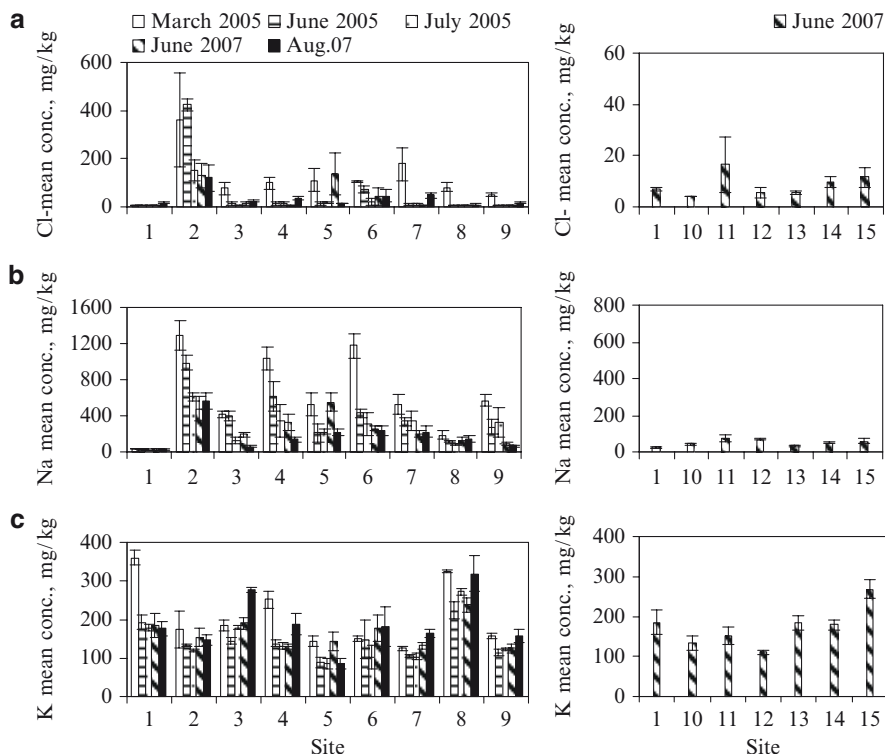 a
March 2005 June 2005 July 2005
June 2007 Aug.07
June 2007
Cl-mean conc., mg/kg
600
400
200
0
1 2 3 4 5 6 7 8 9
Cl- mean conc., mg/kg
60
40
20
0
1 10 11 12 13 14 15
b
Na mean conc., mg/kg
1600
1200
800
400
0
1 2 3 4 5 6 7 8 9
Na mean conc., mg/kg
800
600
400
200
0
1 10 11 12 13 14 15
c
K mean conc., mg/kg
400
300
200
100
0
1 2 3 4 5 6 7 8 9
Site
K mean conc., mg/kg
400
300
200
100
0
1 10 11 12 13 14 15
Site